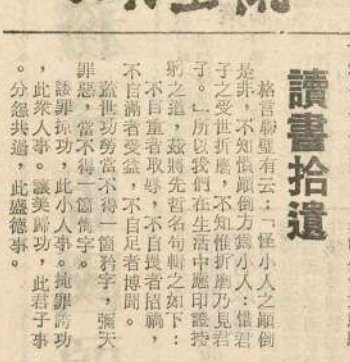 讀書拾遺
格言聯璧有云:「怪小人之顛倒
是非,不知慣顛倒方為小人;惜君
子之受世折磨,不知惟折磨乃見君
子。」所以我們在生活中應印證持
躬之道,茲將先哲名句輯之如下:
不自重者取辱,不自畏者招禍,
不自滿者受益,不自足者博聞。
蓋世功勞當不得一箇矜字,彌天
罪惡,當不得一箇悔字。
諉罪掠功,此小人事。掩罪誇功
,此衆人事。讓美歸功,此君子事
。分怨共過,此盛德事。